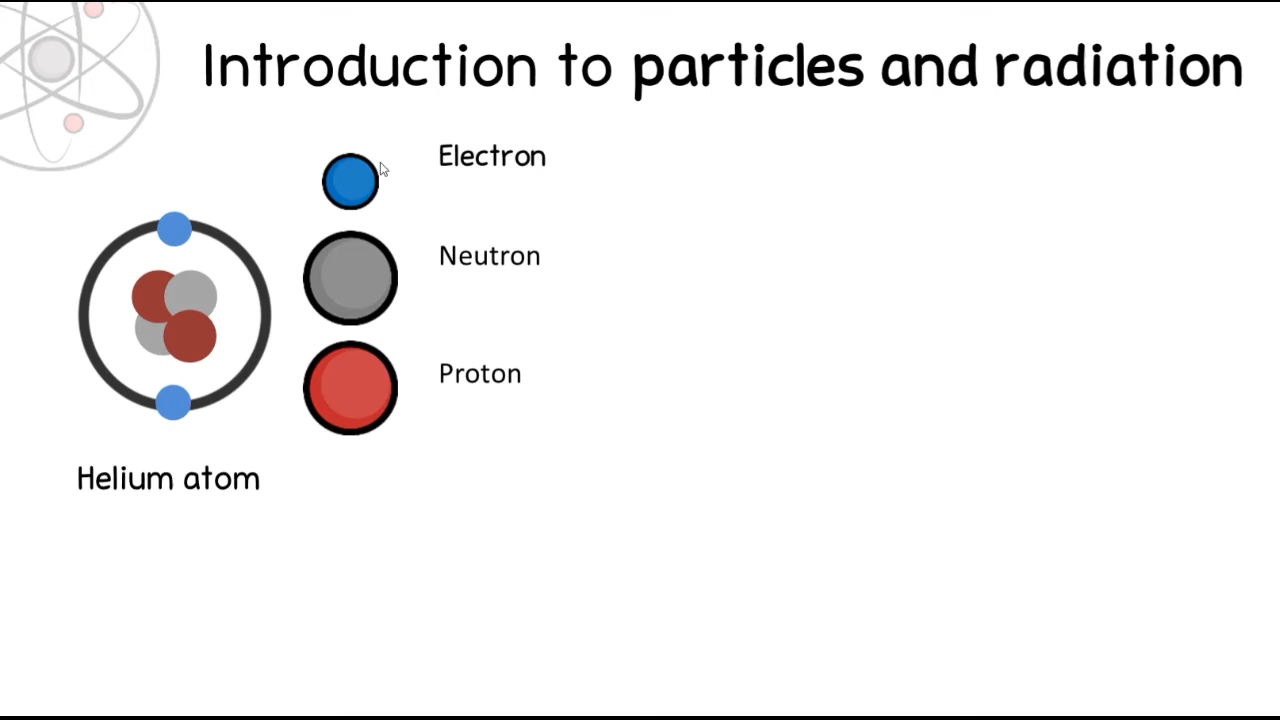 Introduction to particles and radiation
Electron
Neutron
Proton
Helium atom